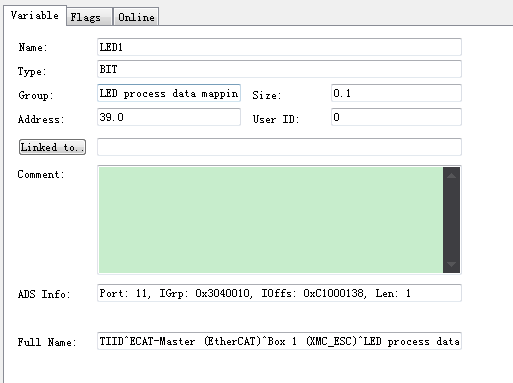 Variable Flags Online
Name: LED1
Type: BIT
Group: LED process data mappin Size: 0.1
Address: 39.0 User ID: 0
Linked to..
Comment:
ADS Info: Port: 11, IGrp: 0x3040010, IOffs: 0xC1000138, Len: 1
Full Name: TIID^ECAT-Master (EtherCAT)^Box 1 (XMC_ESC)^LED process data